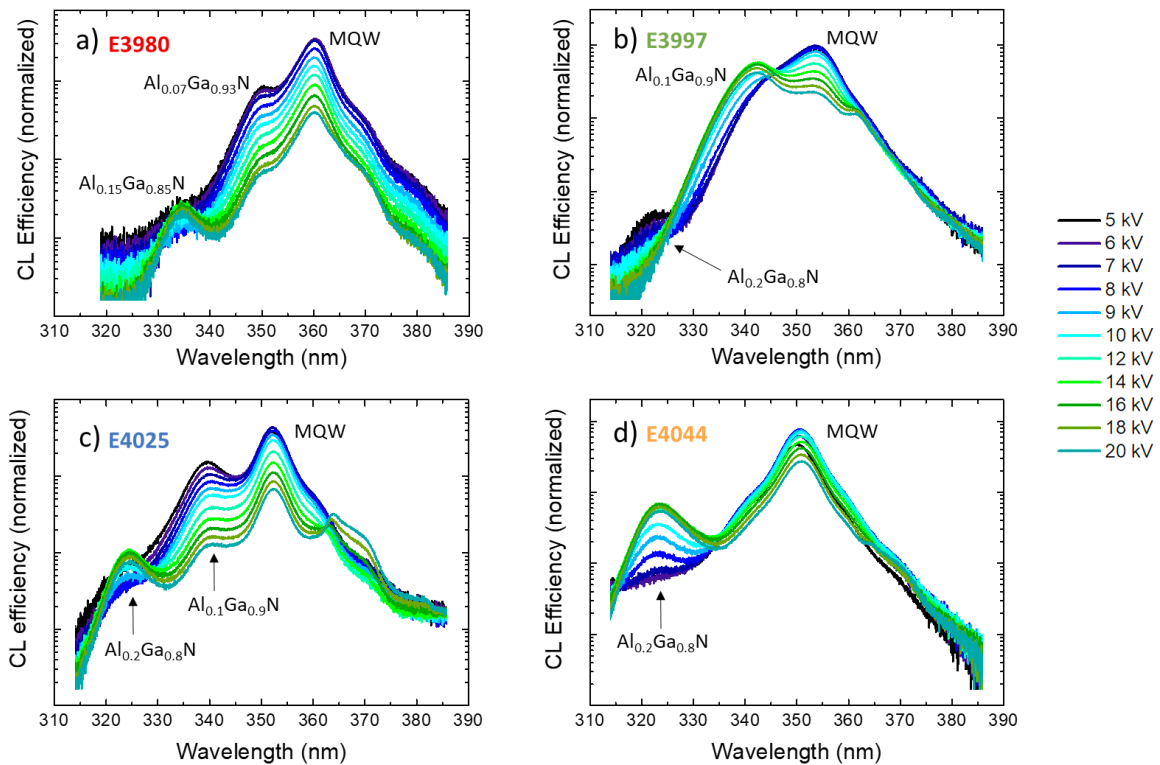 a) E3980
MQW
Al0.07Ga0.93N
Al0.15Ga0.85N
CL Efficiency (normalized)
310 320 330 340 350 360 370 380 390
Wavelength (nm)
b) E3997
MQW
Al0.1Ga0.9N
Al0.2Ga0.8N
CL Efficiency (normalized)
310 320 330 340 350 360 370 380 390
Wavelength (nm)
c) E4025
MQW
Al0.1Ga0.9N
Al0.2Ga0.8N
CL efficiency (normalized)
310 320 330 340 350 360 370 380 390
Wavelength (nm)
d) E4044
MQW
Al0.2Ga0.8N
CL Efficiency (normalized)
310 320 330 340 350 360 370 380 390
Wavelength (nm)
5 kV
6 kV
7 kV
8 kV
9 kV
10 kV
12 kV
14 kV
16 kV
18 kV
20 kV